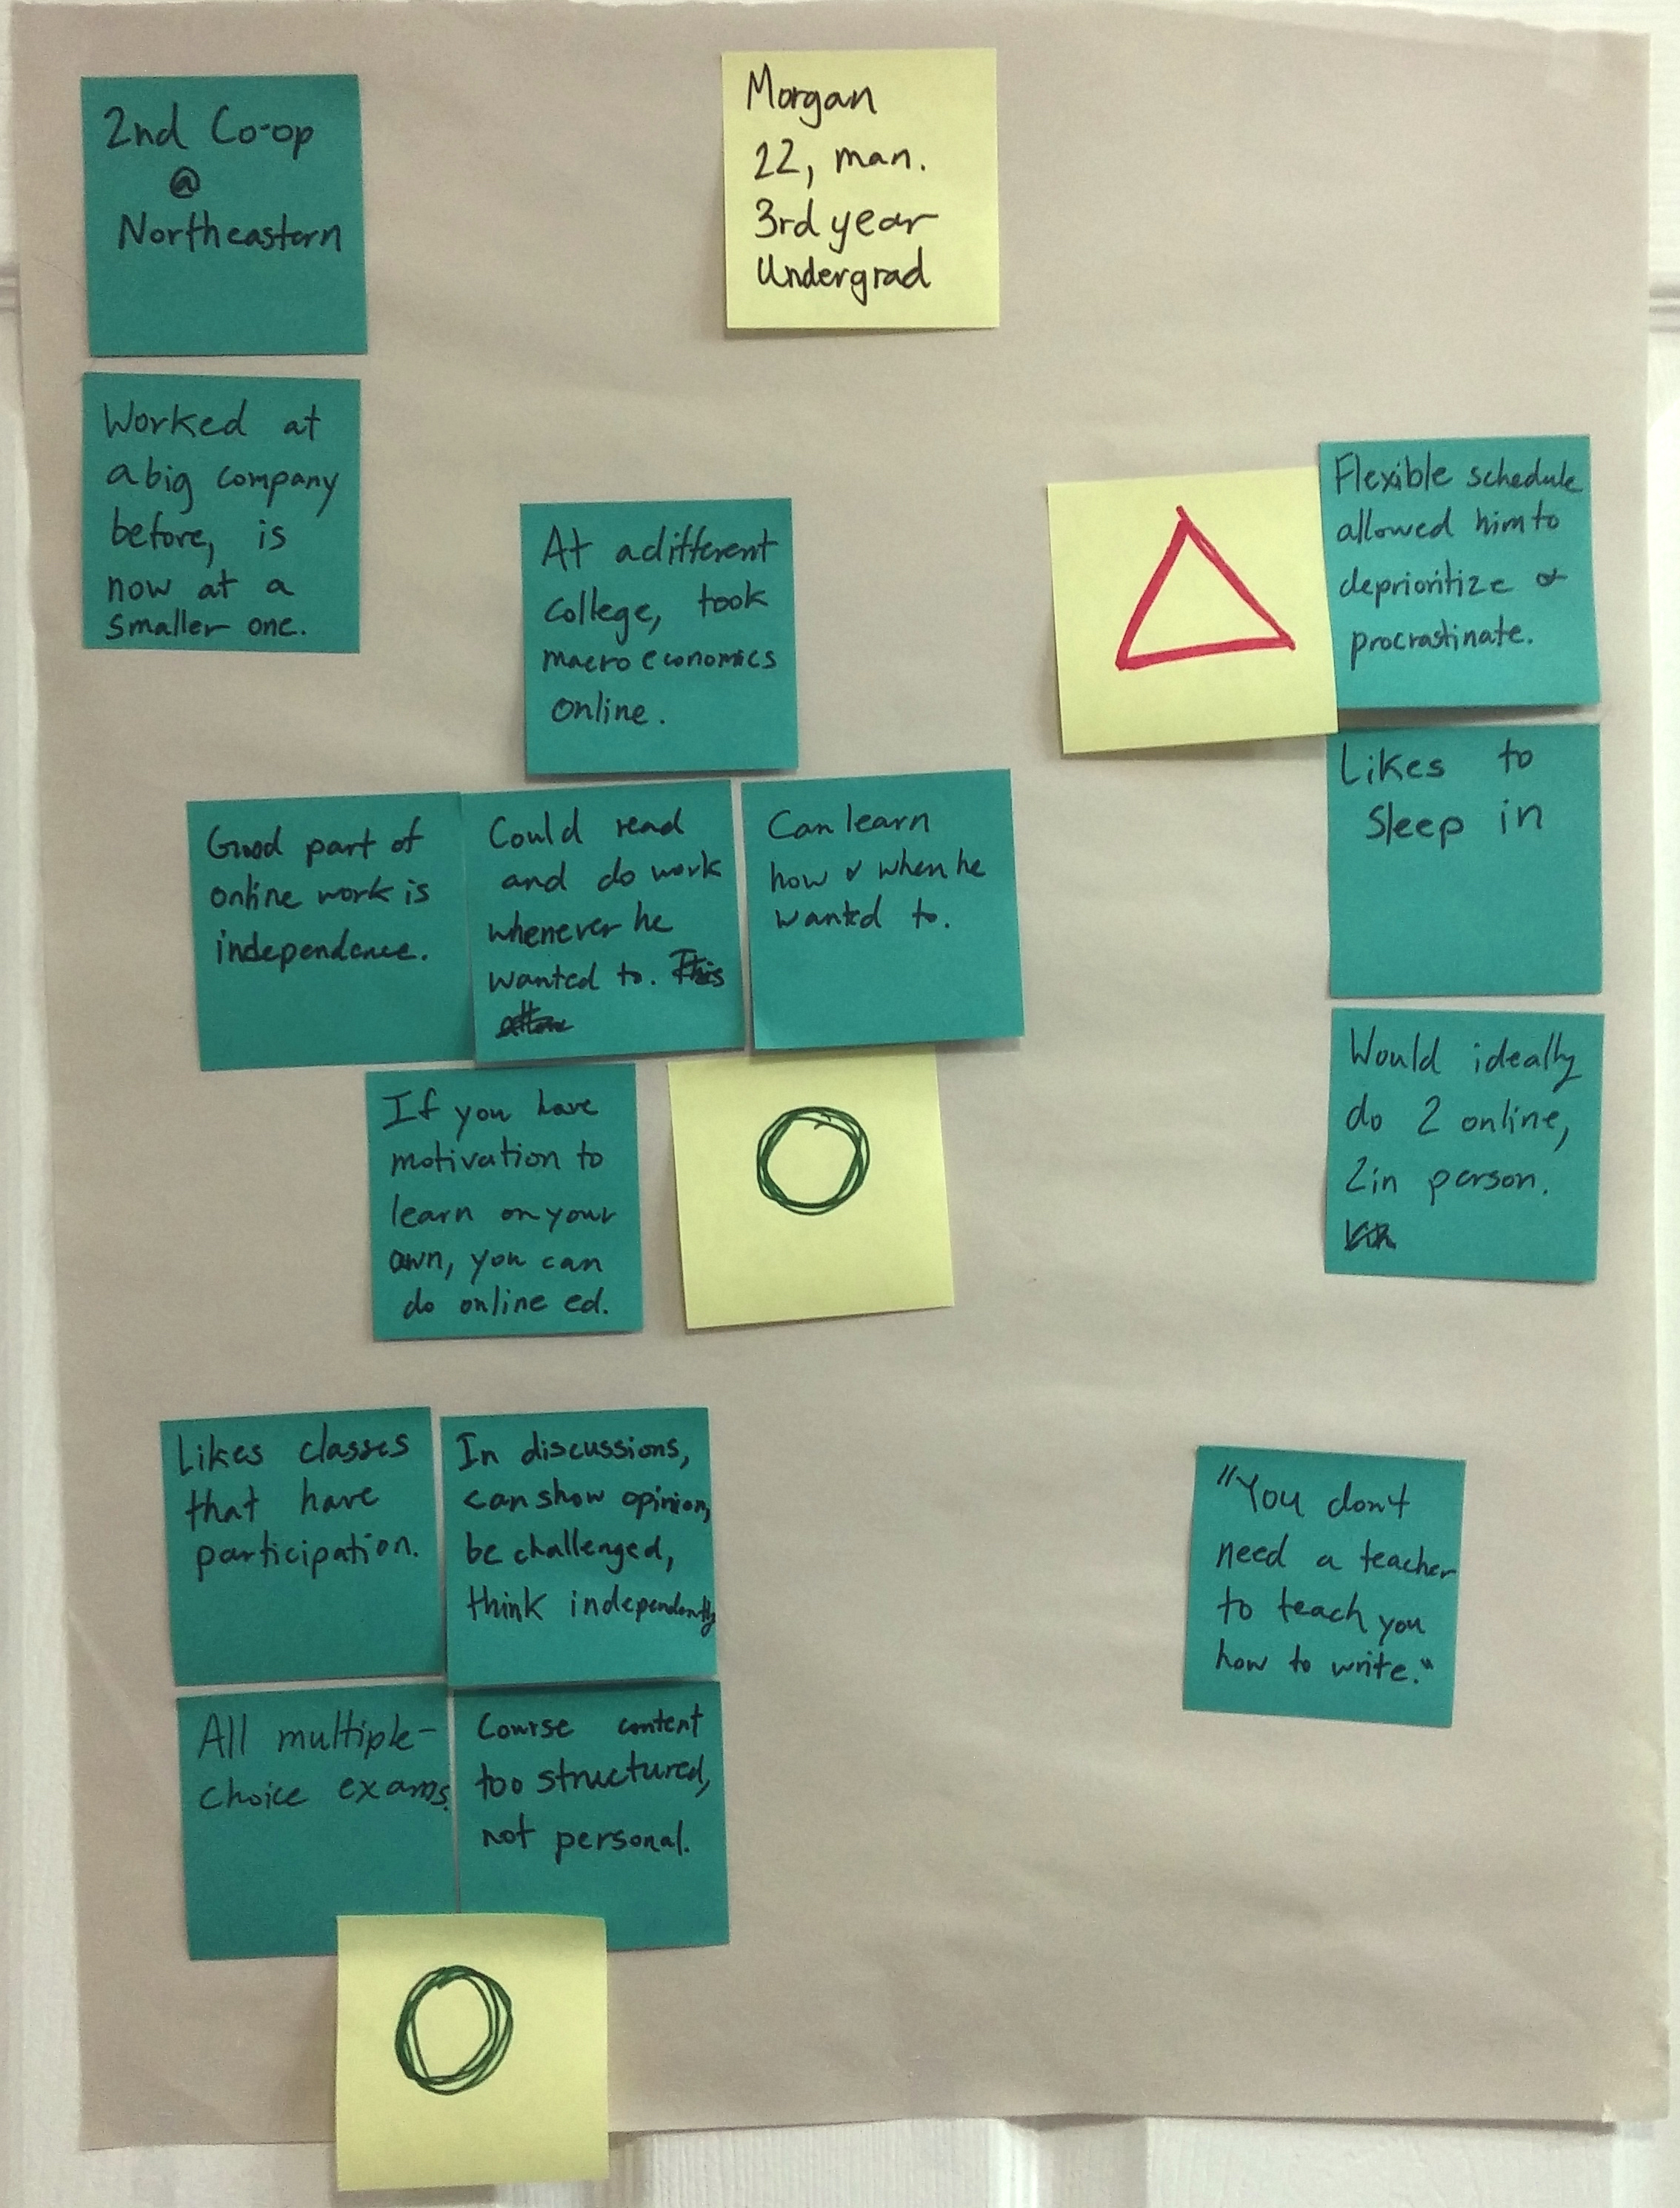 2nd Co-op
@
Northeastern
Morgan
22, man.
3rd year
Undergrad
Worked at
a big company
before, is
now at a
smaller one.
At a different
college, took
macroeconomics
online.
Flexible schedule
allowed him to
deprioritize &
procrastinate.
Likes to
sleep in
Would ideally
do 2 online,
2 in person.
Good part of
online work is
independence.
Could read
and do work
whenever he
wanted to. This
Can learn
how & when he
wanted to.
If you have
motivation to
learn on your
own, you can
do online ed.
Likes classes
that have
participation.
In discussions,
can show opinion,
be challenged,
think independently
All multiple-
choice exams.
Course content
too structured,
not personal.
"You don't
need a teacher
to teach you
how to write."